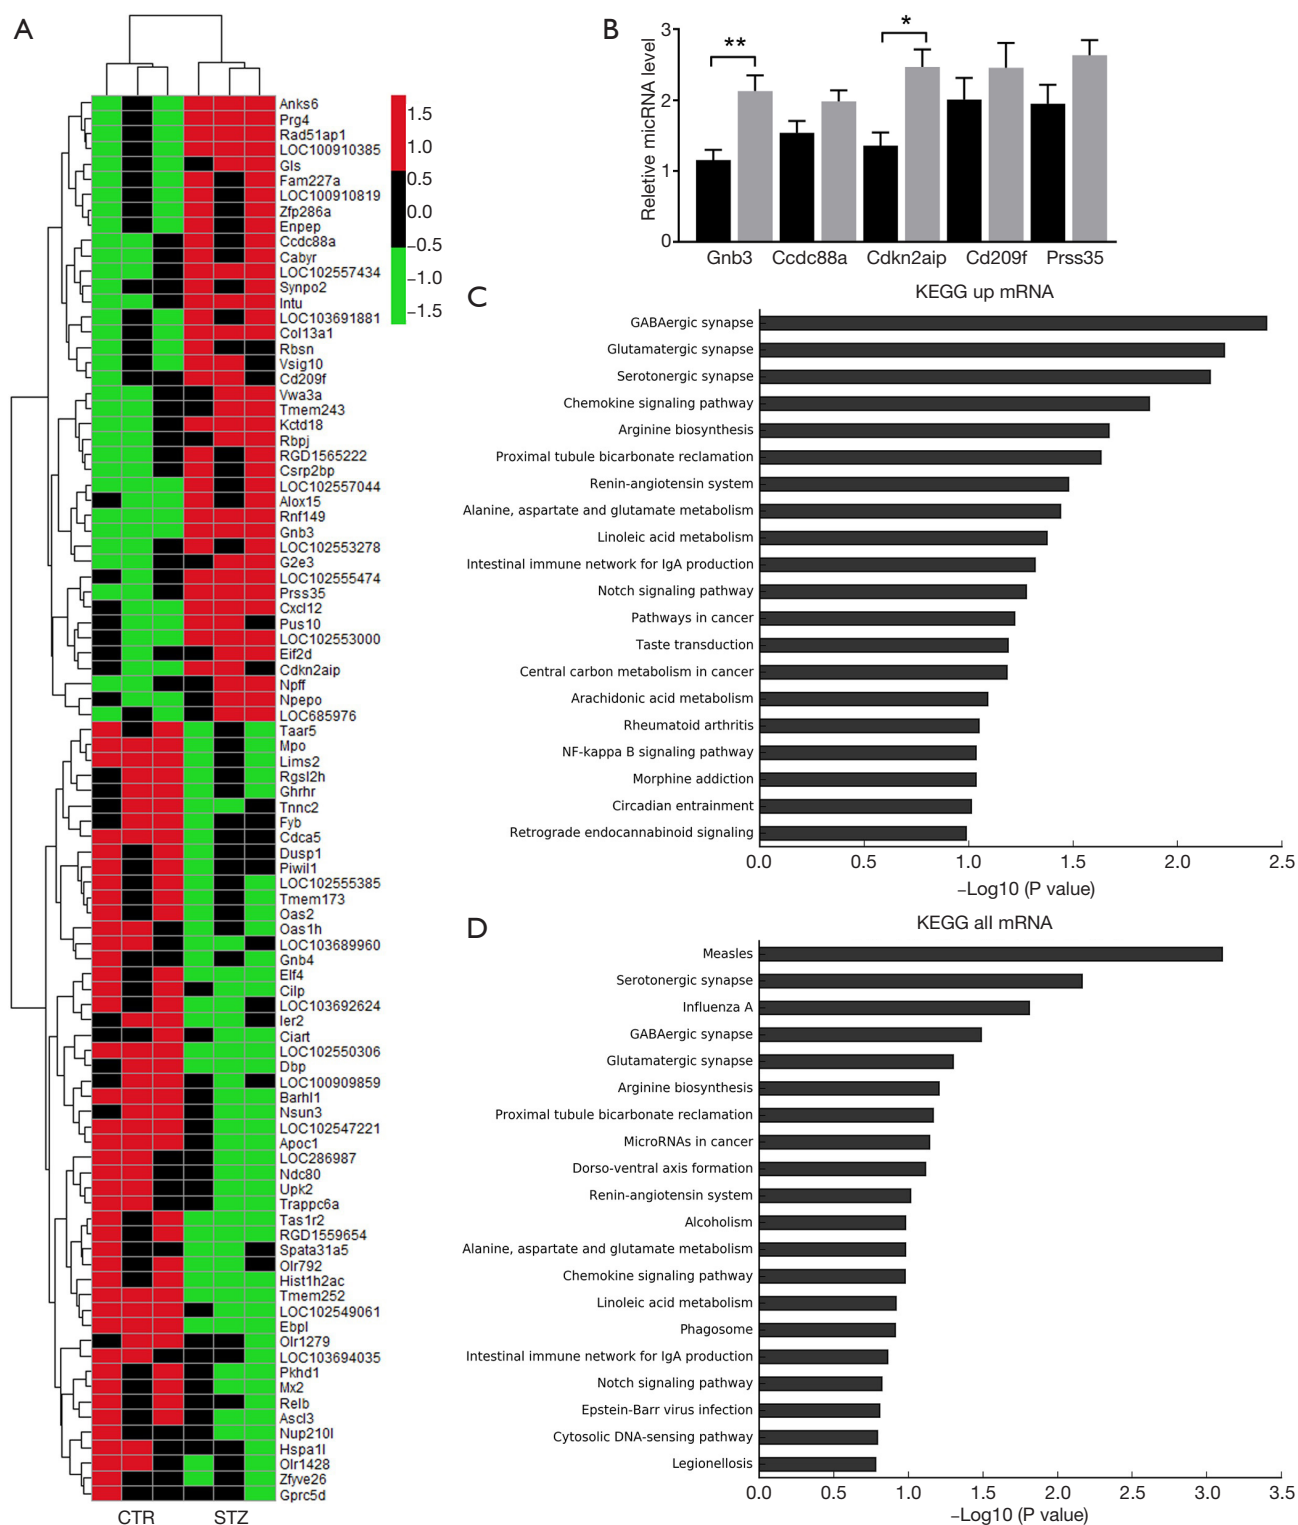 A
Anks6
Prg4
Rad51ap1
LOC100910385
Gls
Fam227a
LOC100910819
Zfp286a
Enpep
Ccdc88a
Cabyr
LOC102557434
Synpo2
Intu
LOC103691881
Col13a1
Rbsn
Vsig10
Cd209f
Vwa3a
Tmem243
Kctd18
Rbpj
RGD1565222
Csrp2bp
LOC102557044
Alox15
Rnf149
Gnb3
LOC102553278
G2e3
LOC102555474
Prss35
Cxcl12
Pus10
LOC102553000
Eif2d
Cdkn2aip
Npff
Npepo
LOC685976
Taar5
Mpo
Lims2
Rgsl2h
Ghrhr
Tnnc2
Fyb
Cdca5
Dusp1
Piwil1
LOC102555385
Tmem173
Oas2
Oas1h
LOC103689960
Gnb4
Elf4
Cilp
LOC103692624
Ier2
Ciart
LOC102550306
Dbp
LOC100909859
Barhl1
Nsun3
LOC102547221
Apoc1
LOC286987
Ndc80
Upk2
Trappc6a
Tas1r2
RGD1559654
Spata31a5
Olr792
Hist1h2ac
Tmem252
LOC102549061
Ebpl
Olr1279
LOC103694035
Pkhd1
Mx2
Relb
Ascl3
Nup210l
Hspa1l
Olr1428
Zfyve26
Gprc5d
CTR STZ
1.5
1.0
0.5
0.0
−0.5
−1.0
−1.5
B
Reletive micRNA level
3
2
1
0
**
*
Gnb3 Ccdc88a Cdkn2aip Cd209f Prss35
C
KEGG up mRNA
GABAergic synapse
Glutamatergic synapse
Serotonergic synapse
Chemokine signaling pathway
Arginine biosynthesis
Proximal tubule bicarbonate reclamation
Renin-angiotensin system
Alanine, aspartate and glutamate metabolism
Linoleic acid metabolism
Intestinal immune network for IgA production
Notch signaling pathway
Pathways in cancer
Taste transduction
Central carbon metabolism in cancer
Arachidonic acid metabolism
Rheumatoid arthritis
NF-kappa B signaling pathway
Morphine addiction
Circadian entrainment
Retrograde endocannabinoid signaling
0.0 0.5 1.0 1.5 2.0 2.5
−Log10 (P value)
D
KEGG all mRNA
Measles
Serotonergic synapse
Influenza A
GABAergic synapse
Glutamatergic synapse
Arginine biosynthesis
Proximal tubule bicarbonate reclamation
MicroRNAs in cancer
Dorso-ventral axis formation
Renin-angiotensin system
Alcoholism
Alanine, aspartate and glutamate metabolism
Chemokine signaling pathway
Linoleic acid metabolism
Phagosome
Intestinal immune network for IgA production
Notch signaling pathway
Epstein-Barr virus infection
Cytosolic DNA-sensing pathway
Legionellosis
0.0 0.5 1.0 1.5 2.0 2.5 3.0 3.5
−Log10 (P value)